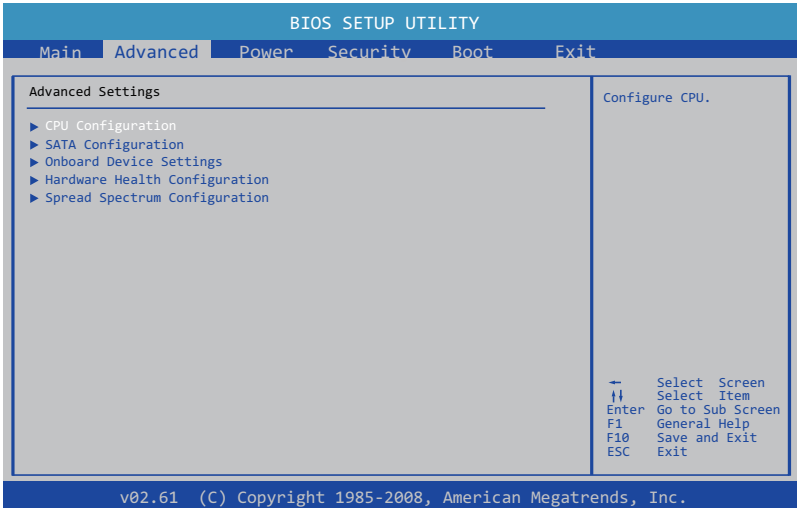 BIOS SETUP UTILITY
Main Advanced Power Security Boot Exit
Advanced Settings
CPU Configuration
SATA Configuration
Onboard Device Settings
Hardware Health Configuration
Spread Spectrum Configuration
Configure CPU.
← Select Screen
↑↓ Select Item
Enter Go to Sub Screen
F1 General Help
F10 Save and Exit
ESC Exit
v02.61 (C) Copyright 1985-2008, American Megatrends, Inc.